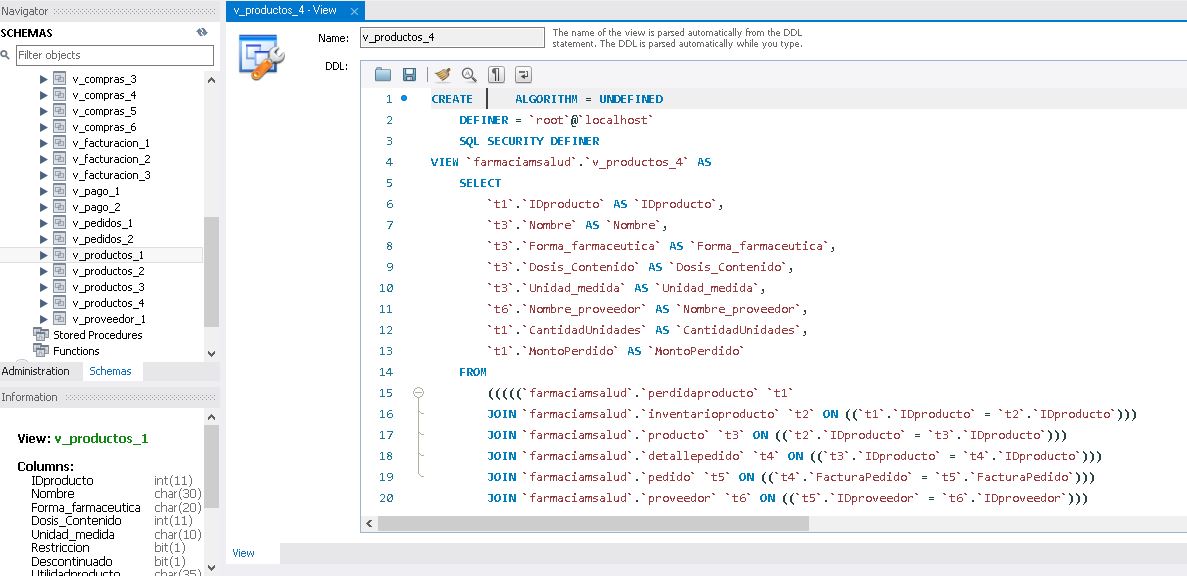 Navigator
SCHEMAS
Filter objects
v_compras_3
v_compras_4
v_compras_5
v_compras_6
v_facturacion_1
v_facturacion_2
v_facturacion_3
v_pago_1
v_pago_2
v_pedidos_1
v_pedidos_2
v_productos_1
v_productos_2
v_productos_3
v_productos_4
v_proveedor_1
Stored Procedures
Functions
Administration Schemas
Information
View: v_productos_1
Columns:
IDproducto int(11)
Nombre char(30)
Forma_farmaceutica char(20)
Dosis_Contenido int(11)
Unidad_medida char(10)
Restriccion bit(1)
Descontinuado bit(1)
Utilidadproducto char(35)
v_productos_4 - View
Name: v_productos_4
The name of the view is parsed automatically from the DDL
statement. The DDL is parsed automatically while you type.
DDL:
1 CREATE ALGORITHM = UNDEFINED
2 DEFINER = `root`@`localhost`
3 SQL SECURITY DEFINER
4 VIEW `farmaciamsalud`.`v_productos_4` AS
5 SELECT
6 `t1`.`IDproducto` AS `IDproducto`,
7 `t3`.`Nombre` AS `Nombre`,
8 `t3`.`Forma_farmaceutica` AS `Forma_farmaceutica`,
9 `t3`.`Dosis_Contenido` AS `Dosis_Contenido`,
10 `t3`.`Unidad_medida` AS `Unidad_medida`,
11 `t6`.`Nombre_proveedor` AS `Nombre_proveedor`,
12 `t1`.`CantidadUnidades` AS `CantidadUnidades`,
13 `t1`.`MontoPerdido` AS `MontoPerdido`
14 FROM
15 (((((`farmaciamsalud`.`perdidaproducto` `t1`
16 JOIN `farmaciamsalud`.`inventarioproducto` `t2` ON ((`t1`.`IDproducto` = `t2`.`IDproducto`)))
17 JOIN `farmaciamsalud`.`producto` `t3` ON ((`t2`.`IDproducto` = `t3`.`IDproducto`)))
18 JOIN `farmaciamsalud`.`detallepedido` `t4` ON ((`t3`.`IDproducto` = `t4`.`IDproducto`)))
19 JOIN `farmaciamsalud`.`pedido` `t5` ON ((`t4`.`FacturaPedido` = `t5`.`FacturaPedido`)))
20 JOIN `farmaciamsalud`.`proveedor` `t6` ON ((`t5`.`IDproveedor` = `t6`.`IDproveedor`)))
View